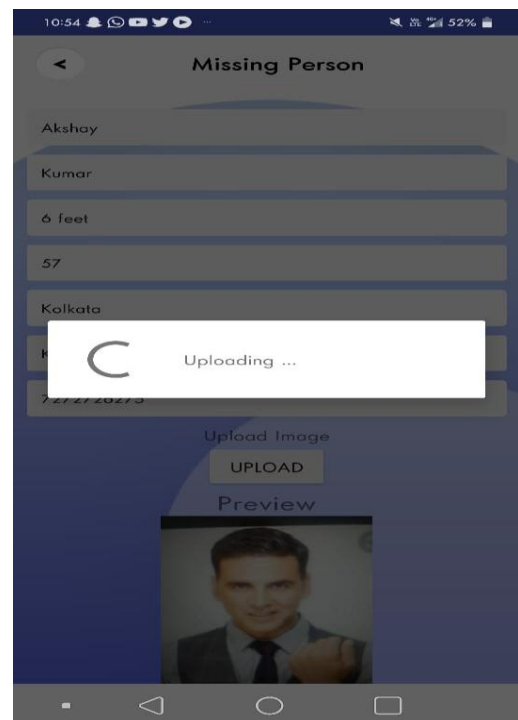 10:54
52%
<
Missing Person
Akshay
Kumar
6 feet
57
Kolkata
Uploading ...
Upload Image
UPLOAD
Preview